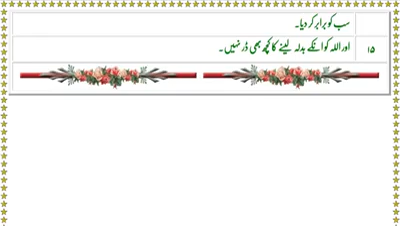 سب کو برابر کر دیا۔
۱۵ اور اللہ کو انکے بدلہ لینے کا کچھ بھی ڈر نہیں۔